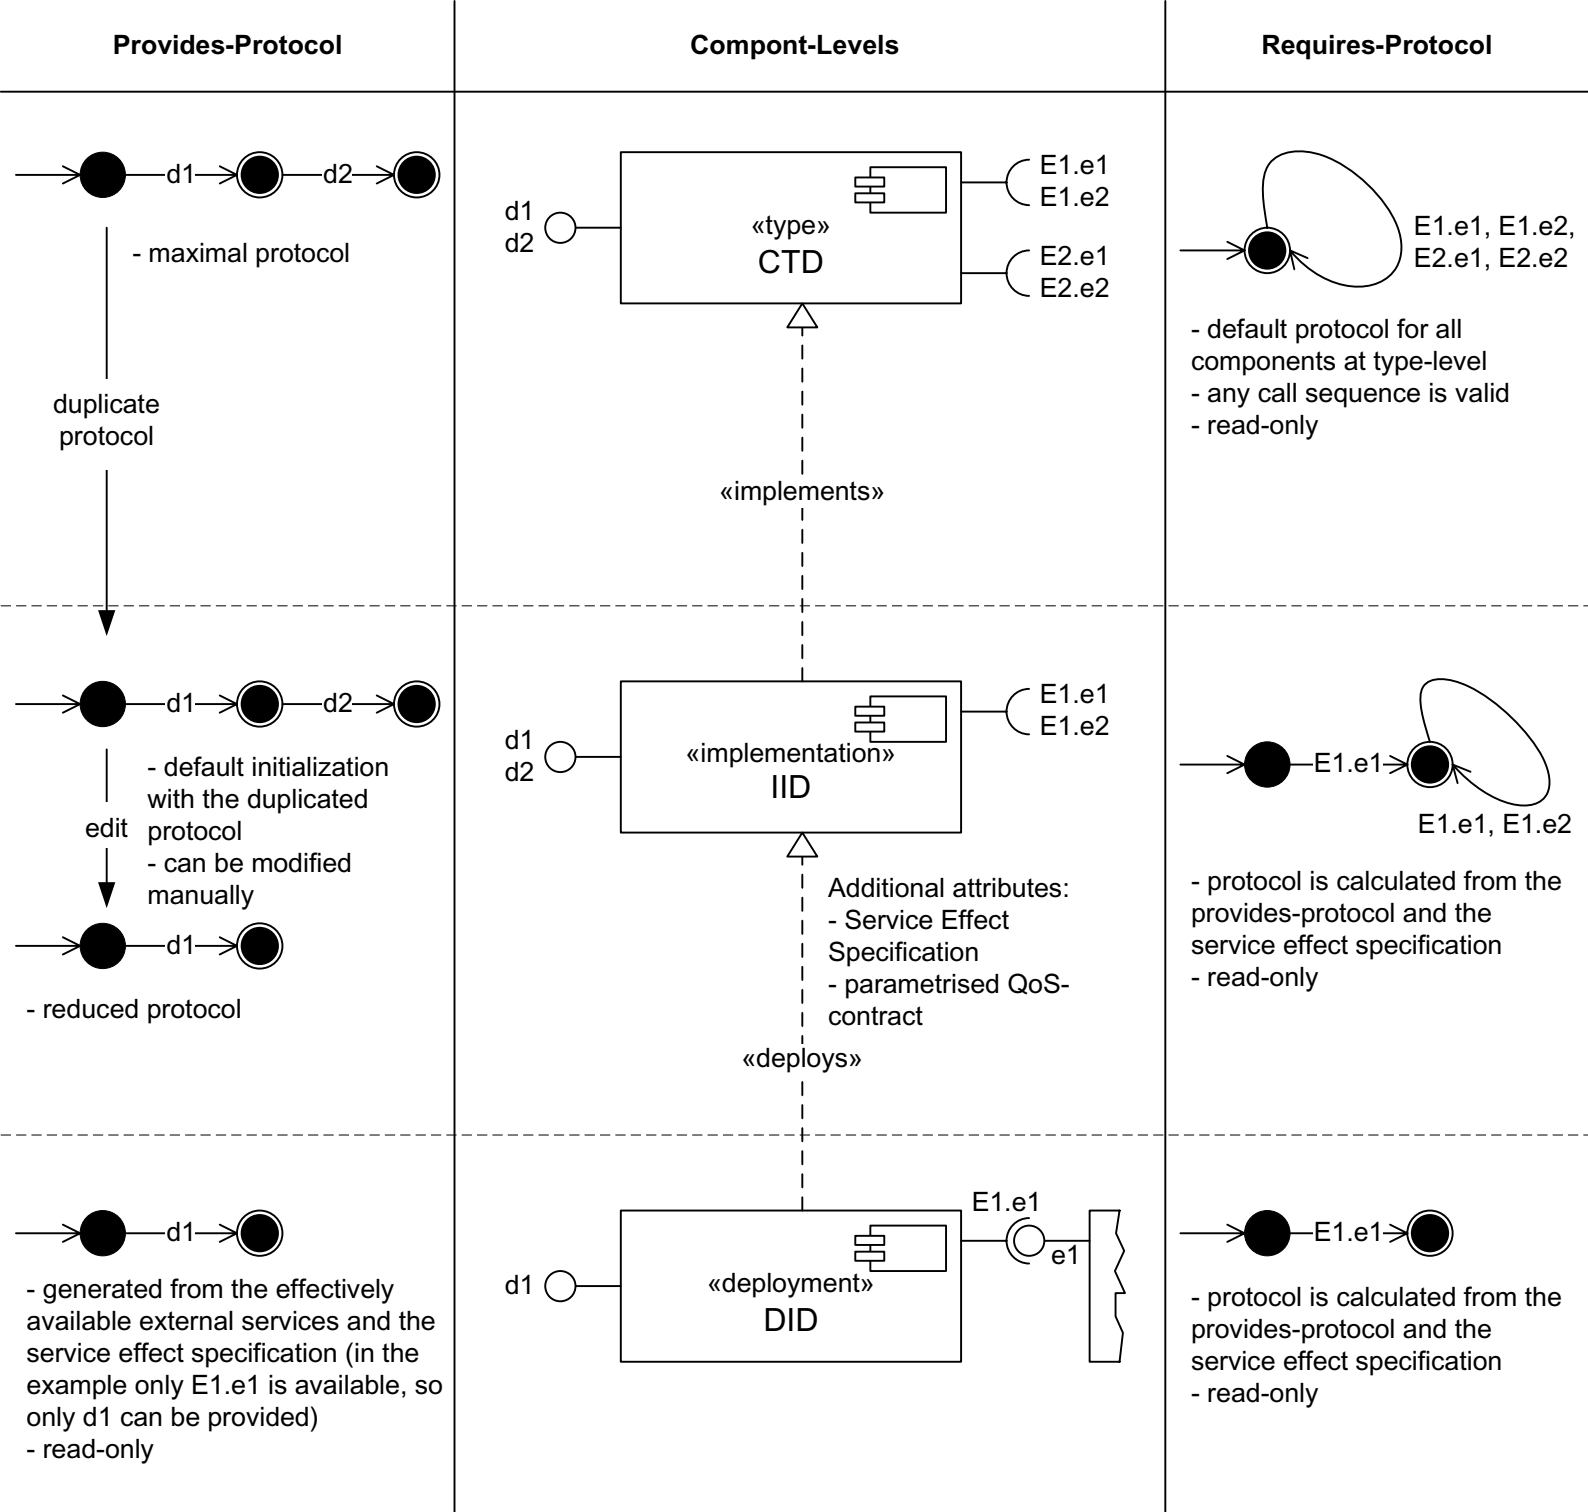 Provides-Protocol
Compont-Levels
Requires-Protocol
d1
d2
- maximal protocol
duplicate
protocol
d1
d2
«type»
CTD
E1.e1
E1.e2
E2.e1
E2.e2
«implements»
E1.e1, E1.e2,
E2.e1, E2.e2
- default protocol for all
components at type-level
- any call sequence is valid
- read-only
d1
d2
- default initialization
with the duplicated
protocol
- can be modified
manually
edit
d1
- reduced protocol
d1
d2
«implementation»
IID
E1.e1
E1.e2
Additional attributes:
- Service Effect
Specification
- parametrised QoS-
contract
«deploys»
E1.e1
E1.e1, E1.e2
- protocol is calculated from the
provides-protocol and the
service effect specification
- read-only
d1
- generated from the effectively
available external services and the
service effect specification (in the
example only E1.e1 is available, so
only d1 can be provided)
- read-only
d1
«deployment»
DID
E1.e1
e1
E1.e1
- protocol is calculated from the
provides-protocol and the
service effect specification
- read-only